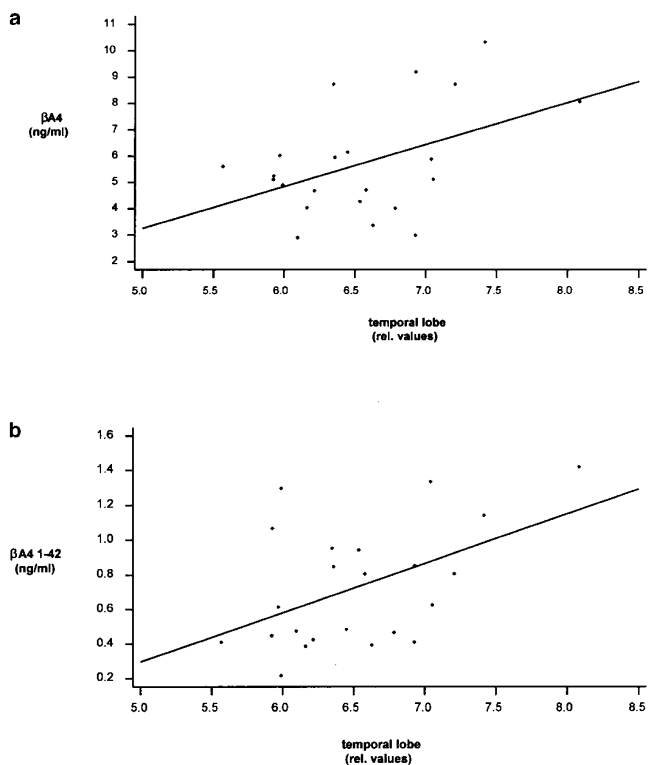 a
11
10
9
8
7
6
5
4
3
2
βA4
(ng/ml)
5.0 5.5 6.0 6.5 7.0 7.5 8.0 8.5
temporal lobe
(rel. values)
b
1.6
1.4
1.2
1.0
0.8
0.6
0.4
0.2
βA4 1-42
(ng/ml)
5.0 5.5 6.0 6.5 7.0 7.5 8.0 8.5
temporal lobe
(rel. values)